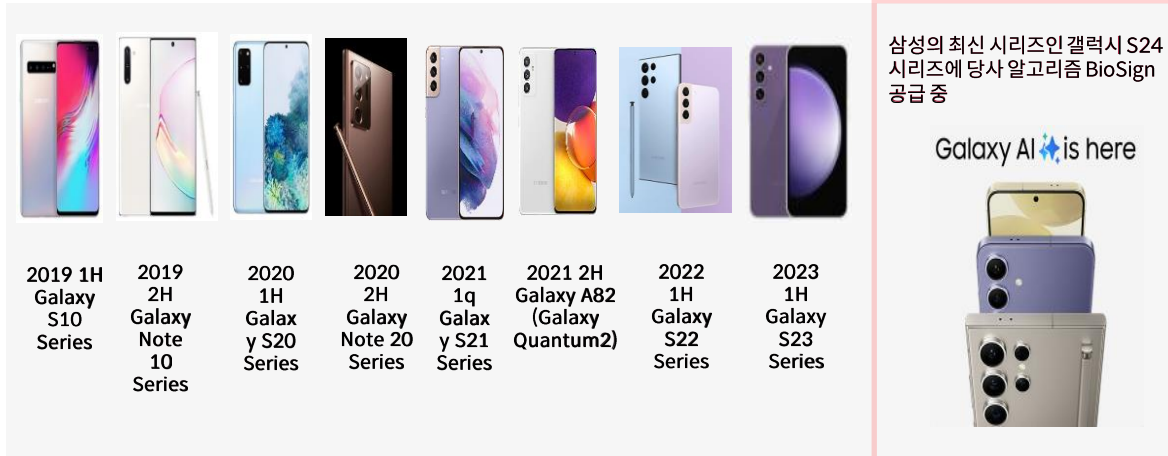 2019 1H
Galaxy
S10
Series
2019
2H
Galaxy
Note
10
Series
2020
1H
Galax
y S20
Series
2020
2H
Galaxy
Note 20
Series
2021
1q
Galax
y S21
Series
2021 2H
Galaxy A82
(Galaxy
Quantum2)
2022
1H
Galaxy
S22
Series
2023
1H
Galaxy
S23
Series
삼성의 최신 시리즈인 갤럭시 S24
시리즈에 당사 알고리즘 BioSign
공급 중
Galaxy AI is here